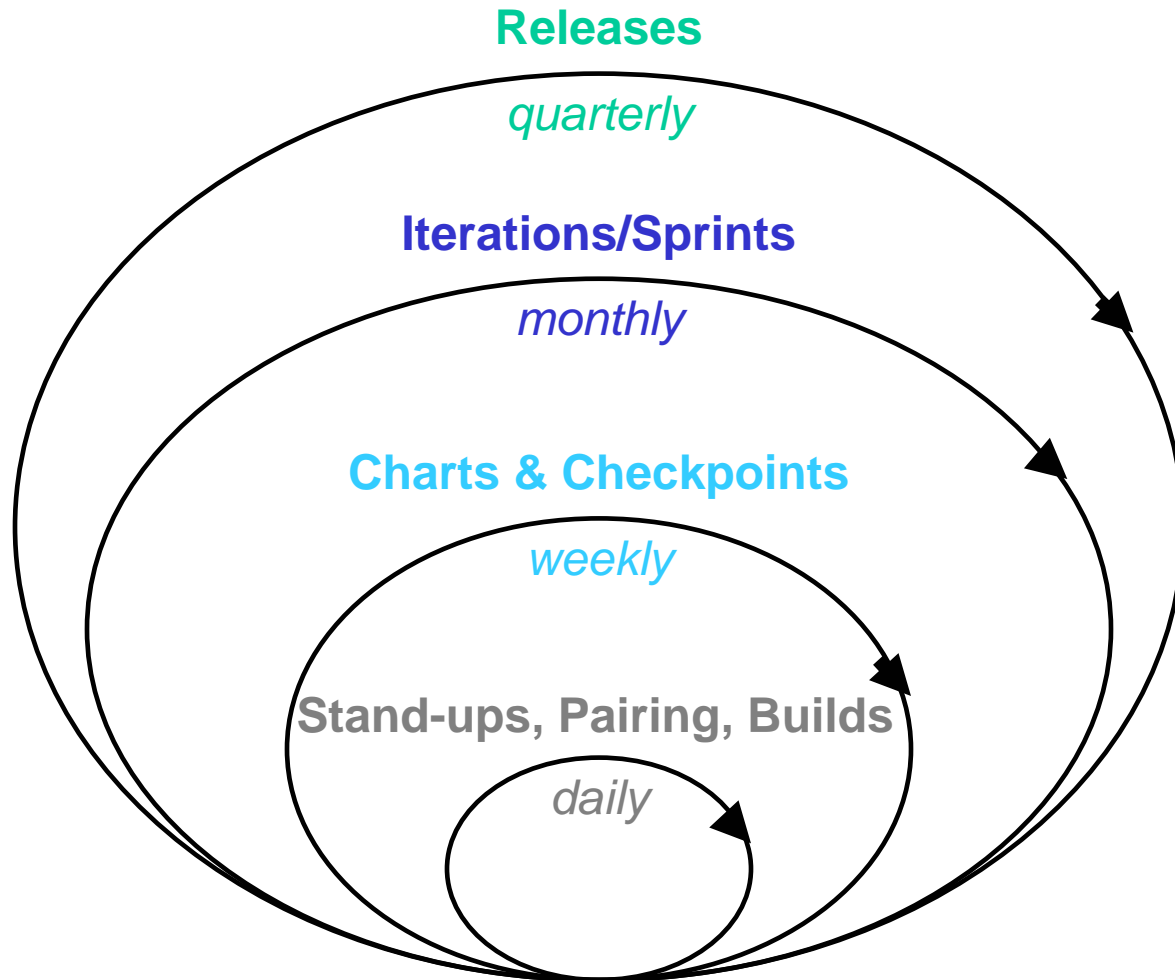 Releases
quarterly
Iterations/Sprints
monthly
Charts & Checkpoints
weekly
Stand-ups, Pairing, Builds
daily